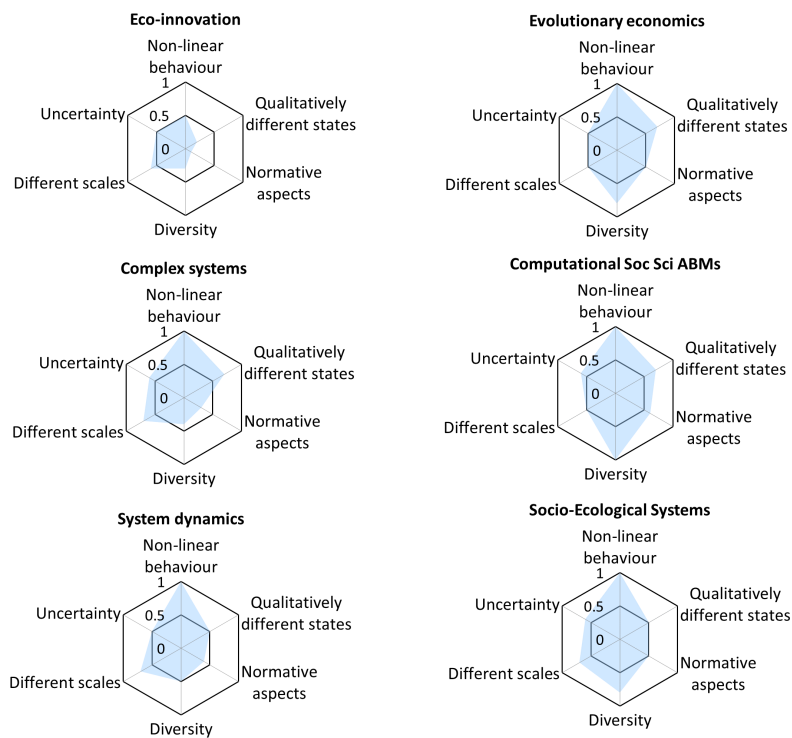 Eco-innovation
Non-linear
behaviour
1
Uncertainty
0.5
Qualitatively
different states
0
Different scales
Normative
aspects
Diversity
Evolutionary economics
Non-linear
behaviour
1
Uncertainty
0.5
Qualitatively
different states
0
Different scales
Normative
aspects
Diversity
Complex systems
Non-linear
behaviour
1
Uncertainty
0.5
Qualitatively
different states
0
Different scales
Normative
aspects
Diversity
Computational Soc Sci ABMs
Non-linear
behaviour
1
Uncertainty
0.5
Qualitatively
different states
0
Different scales
Normative
aspects
Diversity
System dynamics
Non-linear
behaviour
1
Uncertainty
0.5
Qualitatively
different states
0
Different scales
Normative
aspects
Diversity
Socio-Ecological Systems
Non-linear
behaviour
1
Uncertainty
0.5
Qualitatively
different states
0
Different scales
Normative
aspects
Diversity